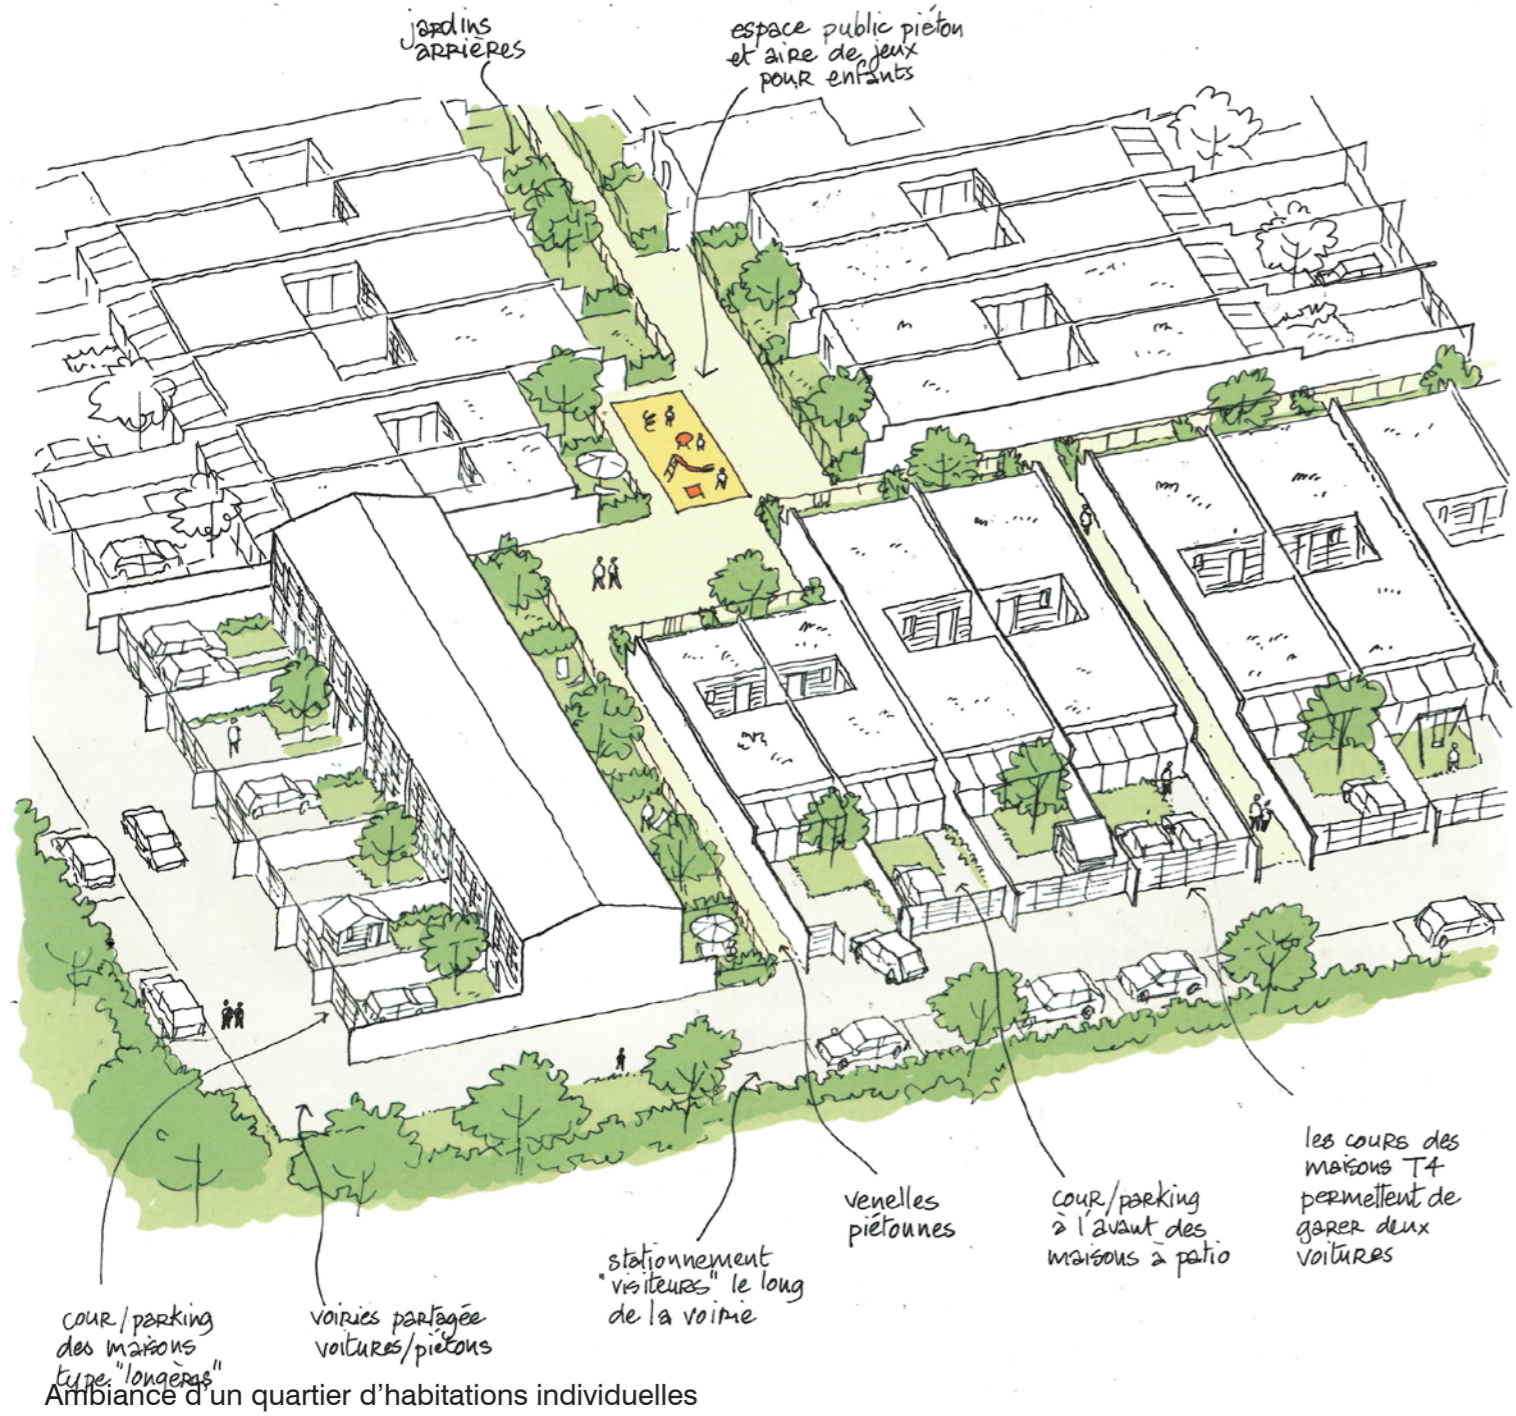 jardins
arrières
espace public piéton
et aire de jeux
pour enfants
les cours des
maisons T4
permettent de
garer deux
voitures
venelles
piétonnes
cour/parking
à l'avant des
maisons à patio
stationnement
"visiteurs" le long
de la voirie
cour/parking
des maisons
type "longères"
voiries partagée
voitures/piétons
Ambiance d'un quartier d'habitations individuelles